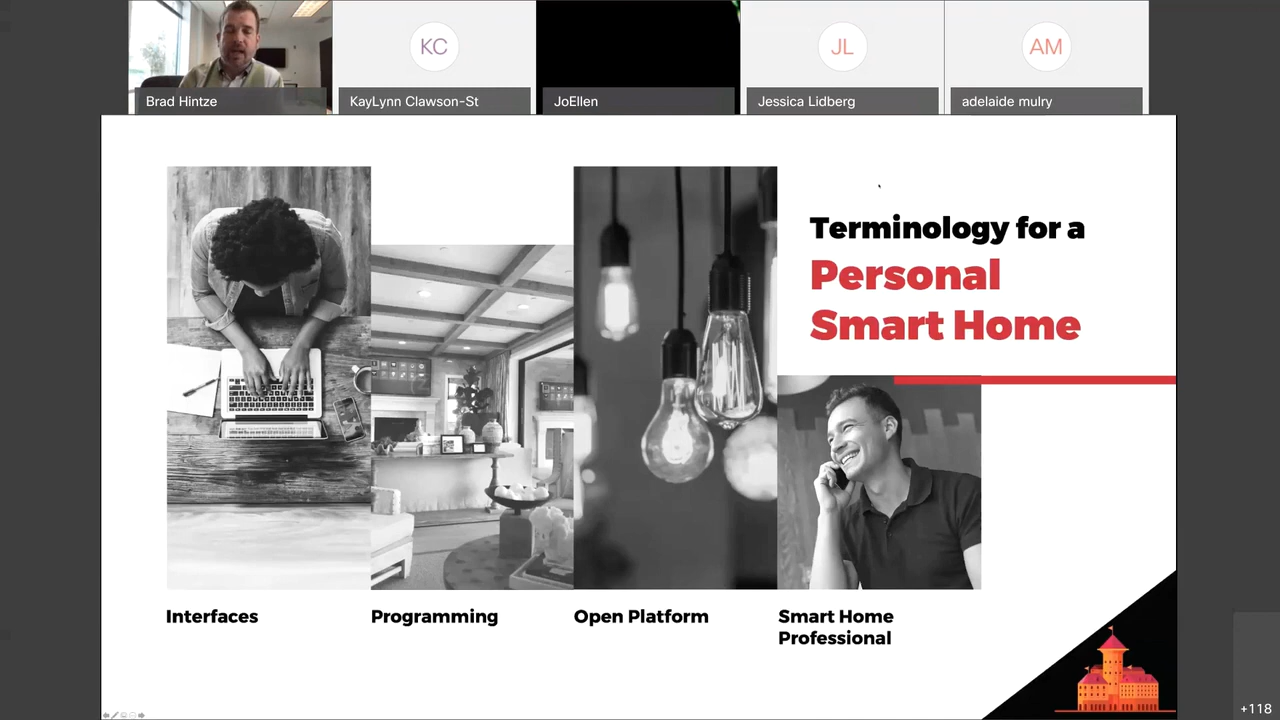 KC
JL
AM
Brad Hintze
KayLynn Clawson-St
JoEllen
Jessica Lidberg
adelaide mulry
Terminology for a
Personal
Smart Home
Interfaces
Programming
Open Platform
Smart Home
Professional
+118